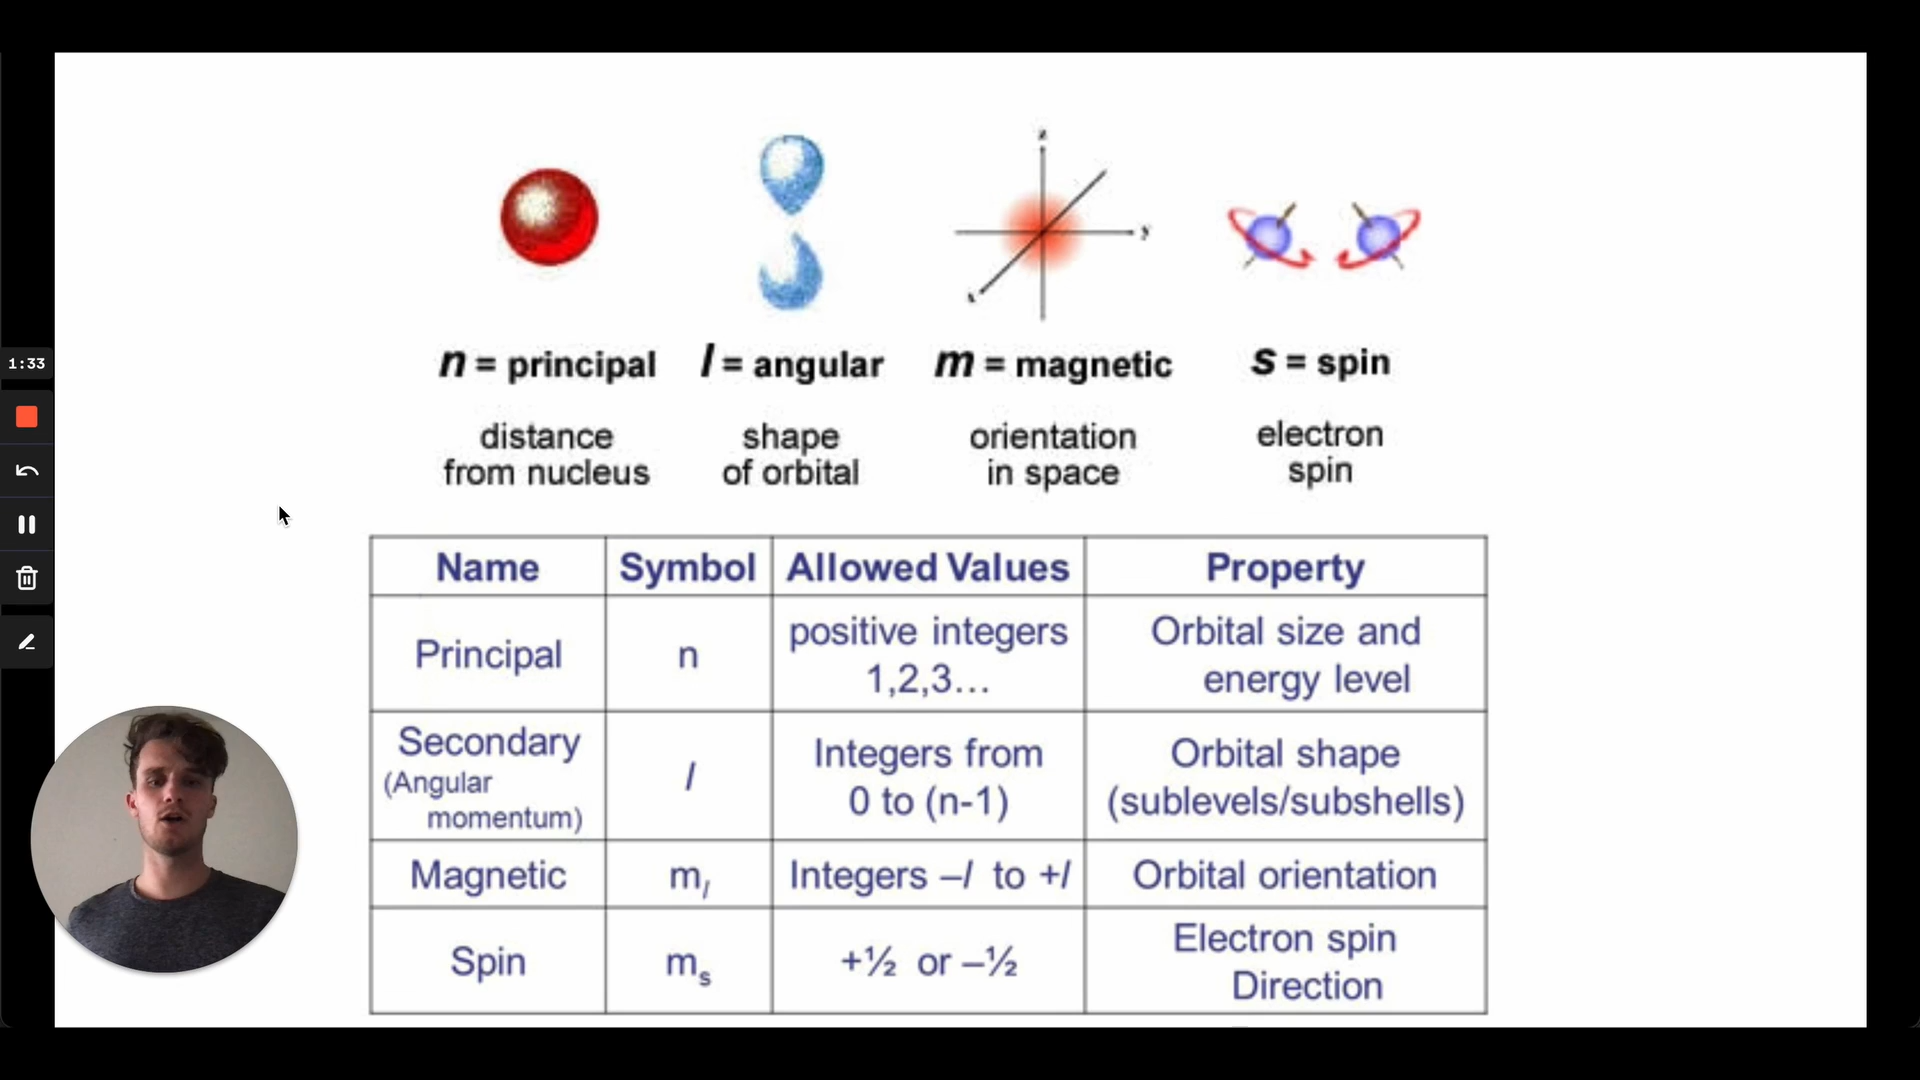 z
y
x
n = principal
l = angular
m = magnetic
s = spin
distance
from nucleus
shape
of orbital
orientation
in space
electron
spin
1:33
Name Symbol Allowed Values Property
Principal n positive integers
1,2,3... Orbital size and
energy level
Secondary
(Angular
momentum)
l
Integers from
0 to (n-1)
Orbital shape
(sublevels/subshells)
Magnetic mₗ Integers –l to +l Orbital orientation
Spin mₛ +½ or –½ Electron spin
Direction